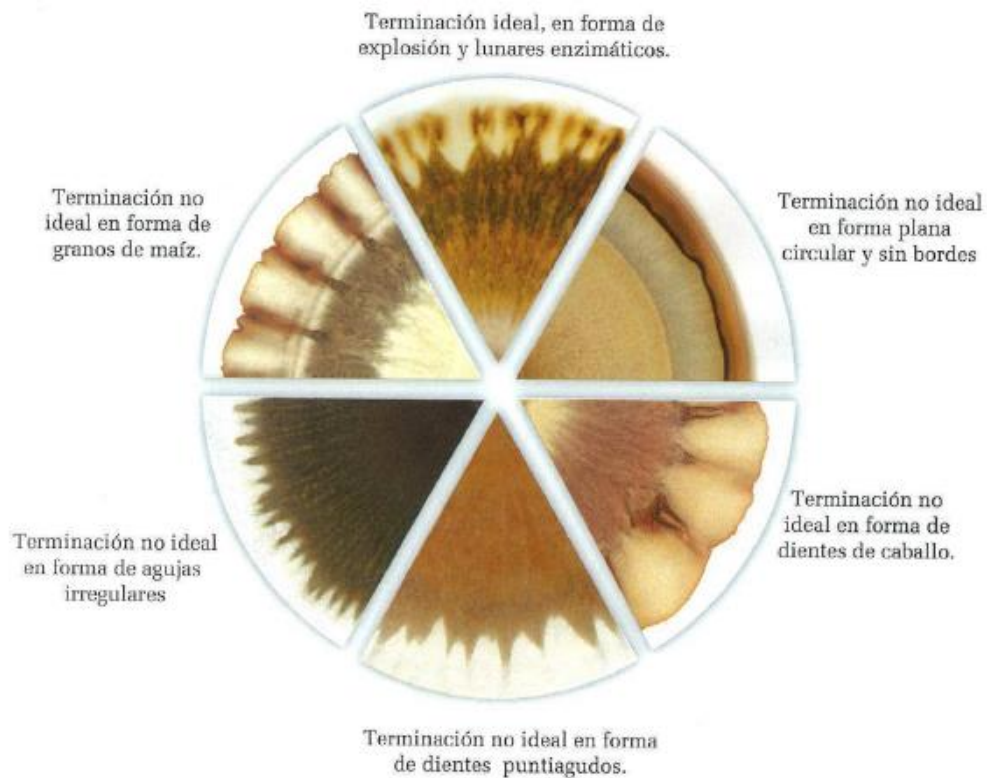 Terminación ideal, en forma de
explosión y lunares enzimáticos.
Terminación no
ideal en forma de
granos de maíz.
Terminación no ideal
en forma plana
circular y sin bordes
Terminación no ideal
en forma de agujas
irregulares
Terminación no
ideal en forma de
dientes de caballo.
Terminación no ideal en forma
de dientes puntiagudos.